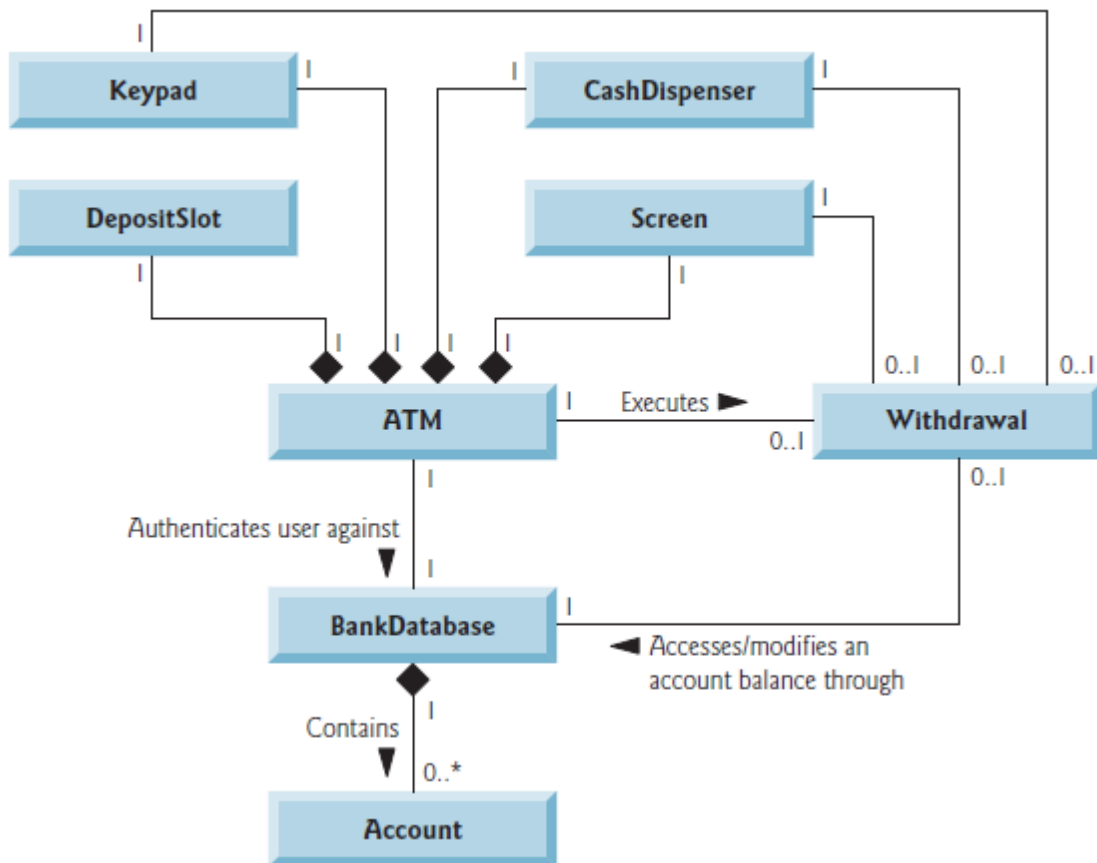 1
Keypad
1
1
CashDispenser
1
DepositSlot
1
Screen
1
1
1
1
1
1
0..1
0..1
0..1
ATM
1
Executes
0..1
Withdrawal
1
0..1
Authenticates user against
1
BankDatabase
1
Accesses/modifies an
account balance through
1
Contains
0..*
Account